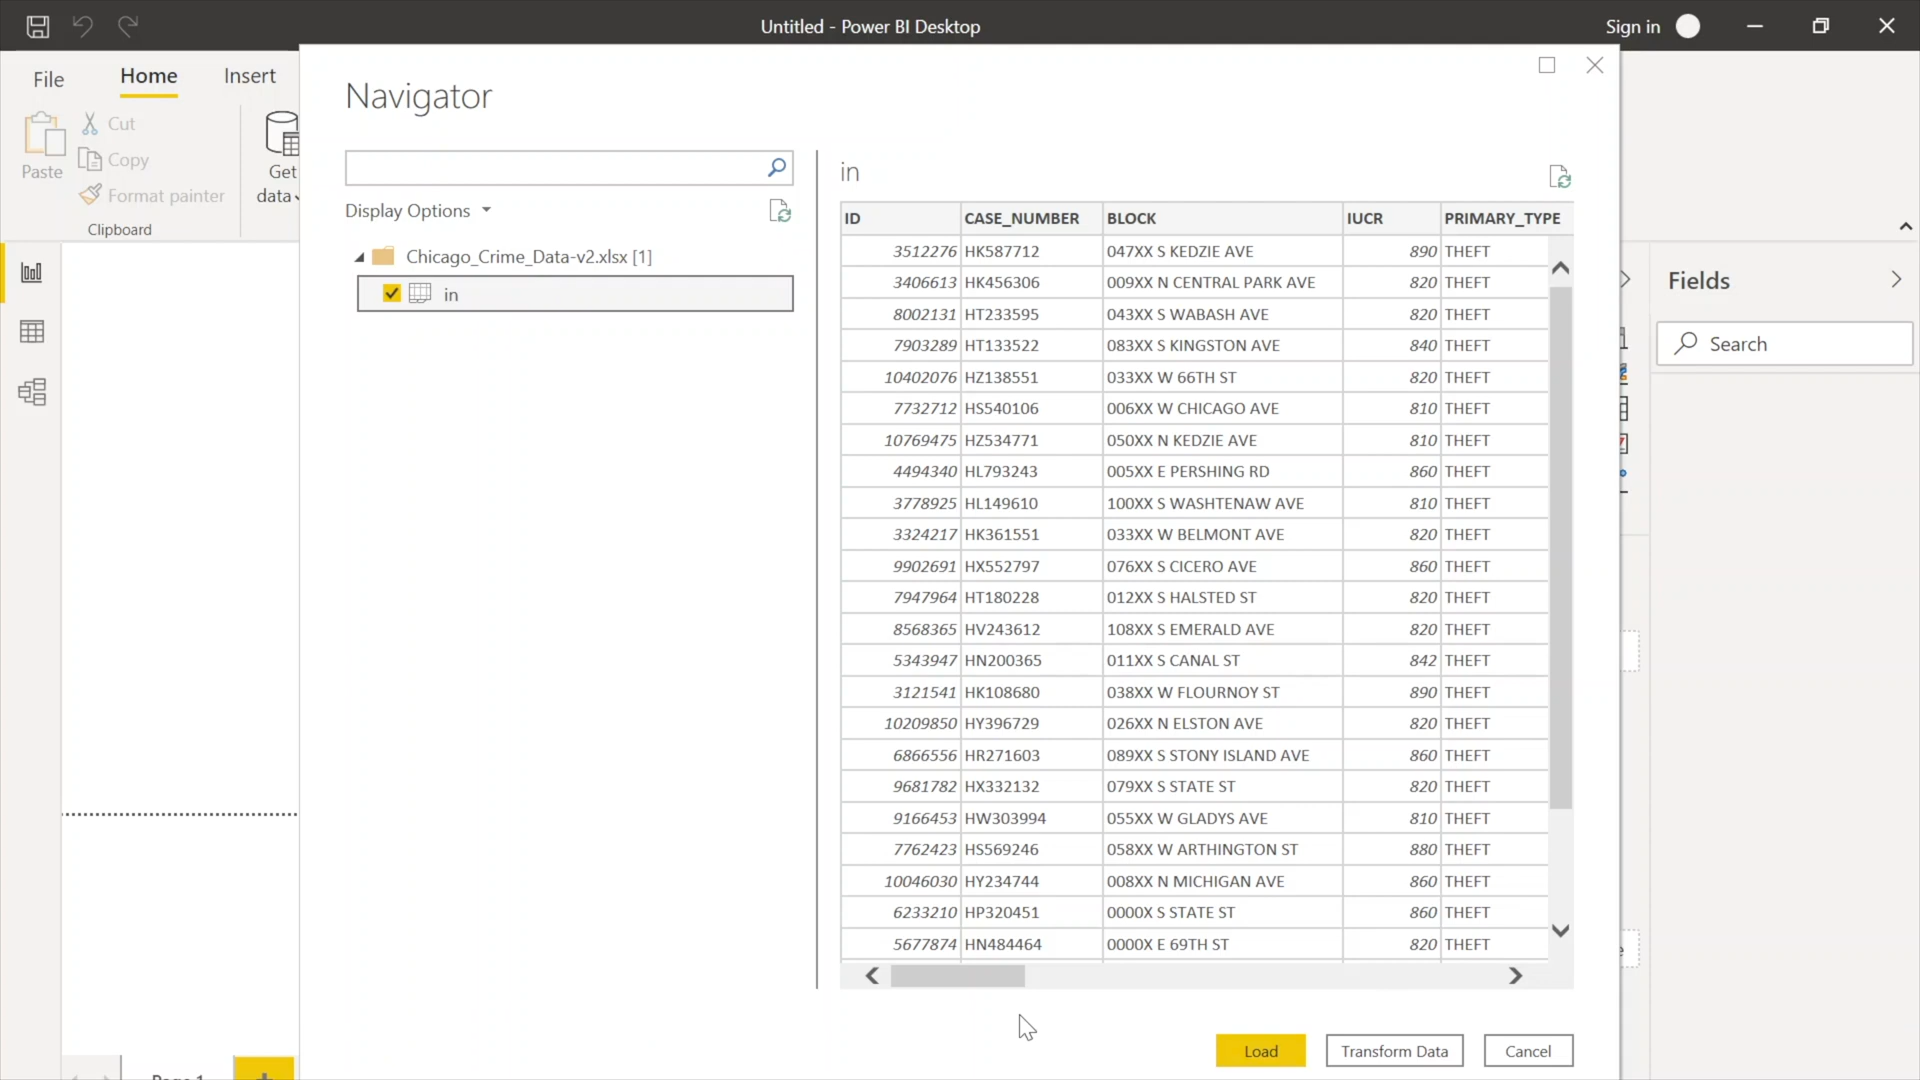 Untitled - Power BI Desktop
Sign in
File
Home
Insert
Paste
Cut
Copy
Format painter
Clipboard
Get
data
Navigator
Display Options
Chicago_Crime_Data-v2.xlsx [1]
in
in
ID CASE_NUMBER BLOCK IUCR PRIMARY_TYPE
3512276 HK587712 047XX S KEDZIE AVE 890 THEFT
3406613 HK456306 009XX N CENTRAL PARK AVE 820 THEFT
8002131 HT233595 043XX S WABASH AVE 820 THEFT
7903289 HT133522 083XX S KINGSTON AVE 840 THEFT
10402076 HZ138551 033XX W 66TH ST 820 THEFT
7732712 HS540106 006XX W CHICAGO AVE 810 THEFT
10769475 HZ534771 050XX N KEDZIE AVE 810 THEFT
4494340 HL793243 005XX E PERSHING RD 860 THEFT
3778925 HL149610 100XX S WASHTENAW AVE 810 THEFT
3324217 HK361551 033XX W BELMONT AVE 820 THEFT
9902691 HX552797 076XX S CICERO AVE 860 THEFT
7947964 HT180228 012XX S HALSTED ST 820 THEFT
8568365 HV243612 108XX S EMERALD AVE 820 THEFT
5343947 HN200365 011XX S CANAL ST 842 THEFT
3121541 HK108680 038XX W FLOURNOY ST 890 THEFT
10209850 HY396729 026XX N ELSTON AVE 820 THEFT
6866556 HR271603 089XX S STONY ISLAND AVE 860 THEFT
9681782 HX332132 079XX S STATE ST 820 THEFT
9166453 HW303994 055XX W GLADYS AVE 810 THEFT
7762423 HS569246 058XX W ARTHINGTON ST 880 THEFT
10046030 HY234744 008XX N MICHIGAN AVE 860 THEFT
6233210 HP320451 0000X S STATE ST 860 THEFT
5677874 HN484464 0000X E 69TH ST 820 THEFT
Load
Transform Data
Cancel
Fields
Search
Page 1